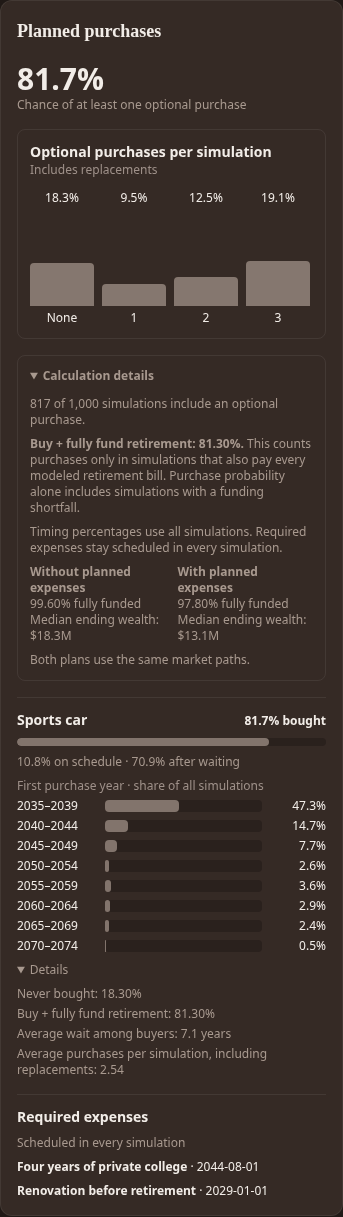 Planned purchases
81.7%
Chance of at least one optional purchase
Optional purchases per simulation
Includes replacements
18.3% 9.5% 12.5% 19.1%
None 1 2 3
▼ Calculation details
817 of 1,000 simulations include an optional
purchase.
Buy + fully fund retirement: 81.30%. This counts
purchases only in simulations that also pay every
modeled retirement bill. Purchase probability
alone includes simulations with a funding
shortfall.
Timing percentages use all simulations. Required
expenses stay scheduled in every simulation.
Without planned
expenses
99.60% fully funded
Median ending wealth:
$18.3M
With planned
expenses
97.80% fully funded
Median ending wealth:
$13.1M
Both plans use the same market paths.
Sports car 81.7% bought
10.8% on schedule · 70.9% after waiting
First purchase year · share of all simulations
2035–2039 47.3%
2040–2044 14.7%
2045–2049 7.7%
2050–2054 2.6%
2055–2059 3.6%
2060–2064 2.9%
2065–2069 2.4%
2070–2074 0.5%
▼ Details
Never bought: 18.30%
Buy + fully fund retirement: 81.30%
Average wait among buyers: 7.1 years
Average purchases per simulation, including
replacements: 2.54
Required expenses
Scheduled in every simulation
Four years of private college · 2044-08-01
Renovation before retirement · 2029-01-01